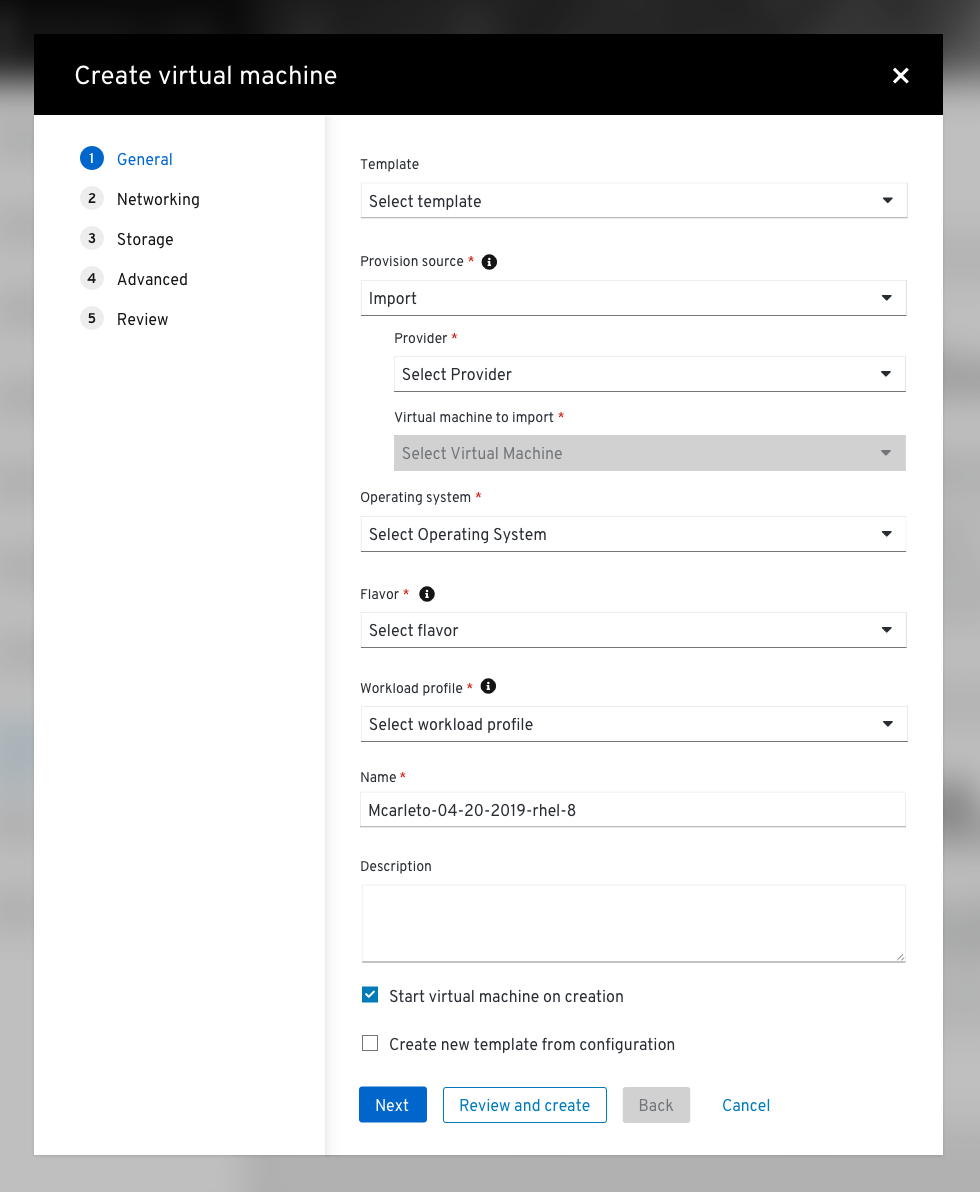 Create virtual machine
1 General
2 Networking
3 Storage
4 Advanced
5 Review
Template
Select template
Provision source *
Import
Provider *
Select Provider
Virtual machine to import *
Select Virtual Machine
Operating system *
Select Operating System
Flavor *
Select flavor
Workload profile *
Select workload profile
Name *
Mcarleto-04-20-2019-rhel-8
Description
Start virtual machine on creation
Create new template from configuration
Next Review and create Back Cancel